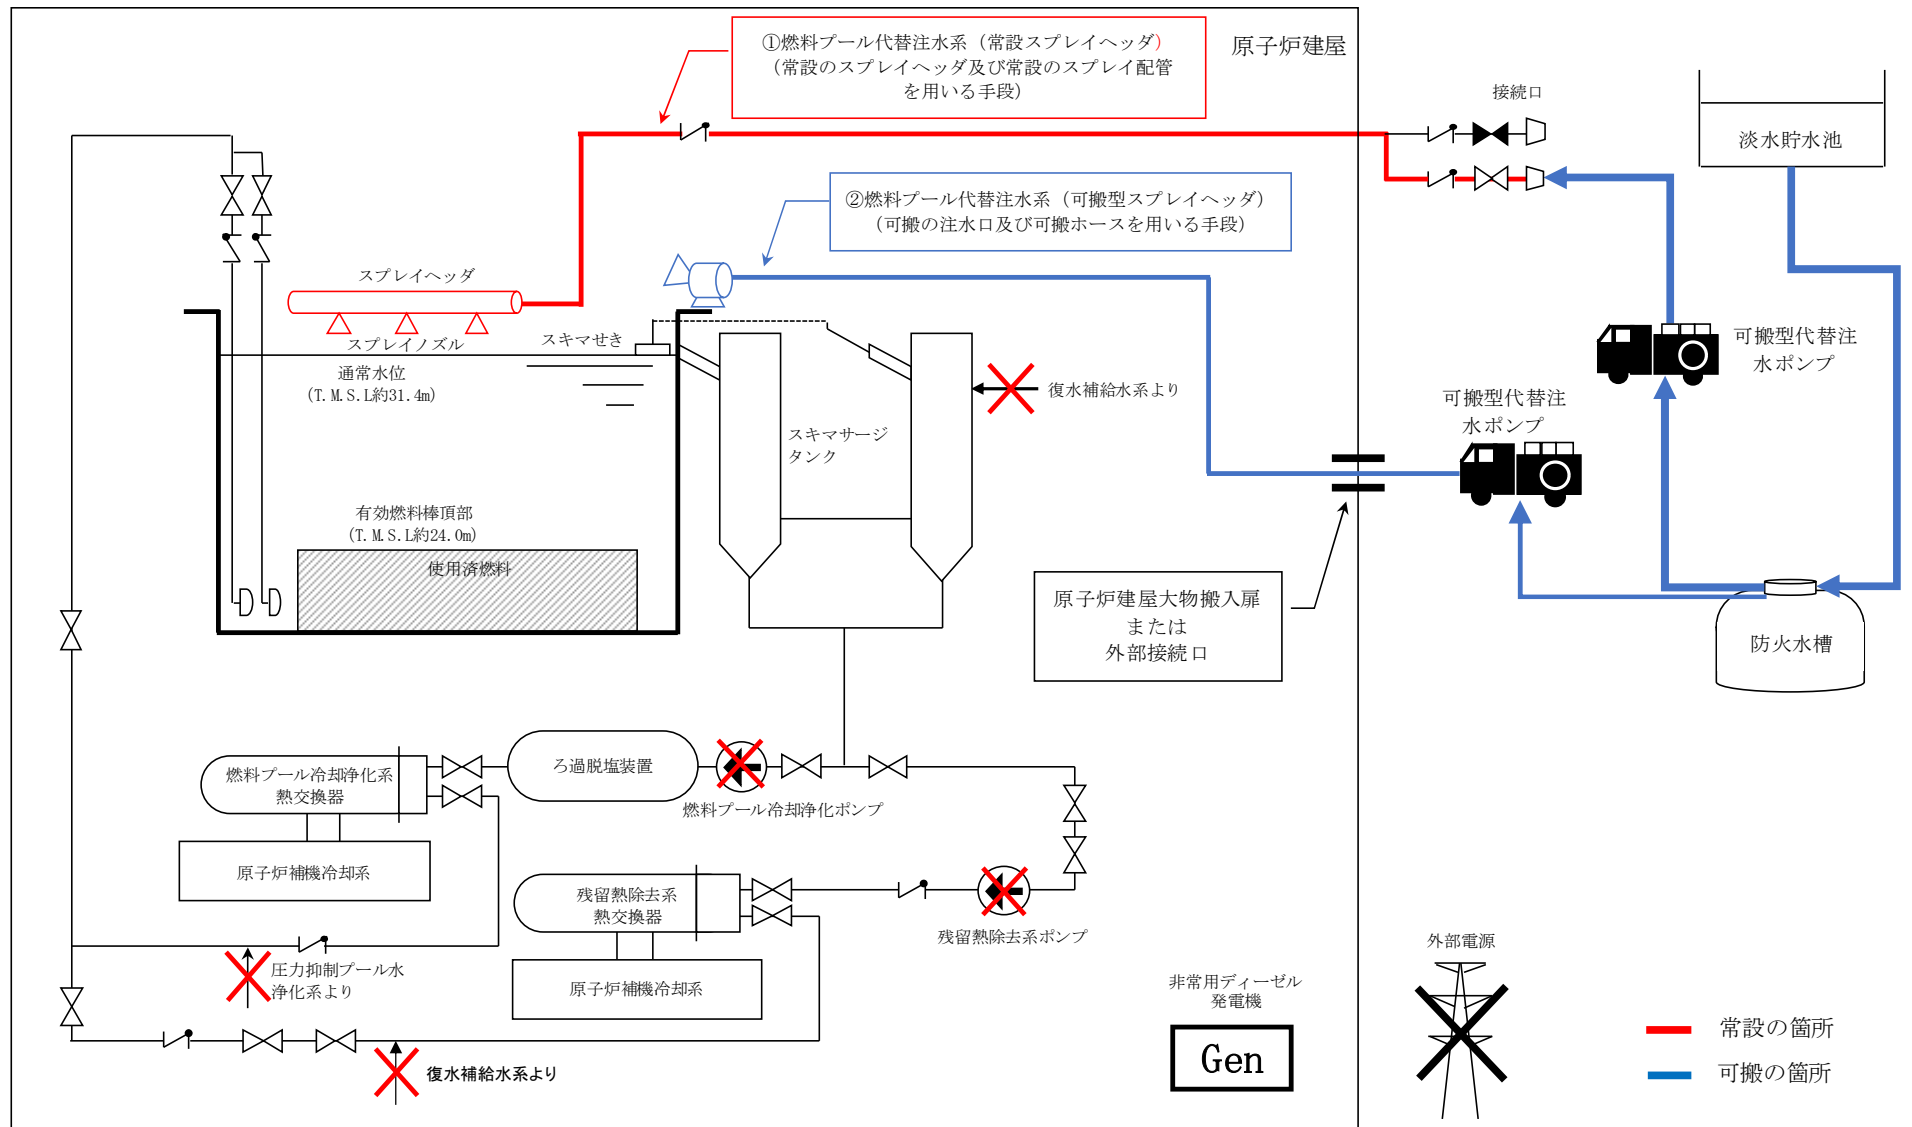 ①燃料プール代替注水系（常設スプレイヘッダ）
（常設のスプレイヘッダ及び常設のスプレイ配管
を用いる手段）
原子炉建屋
接続口
淡水貯水池
②燃料プール代替注水系（可搬型スプレイヘッダ）
（可搬の注水口及び可搬ホースを用いる手段）
スプレイヘッダ
スプレイノズル
スキマせき
通常水位
（T.M.S.L約31.4m）
復水補給水系より
可搬型代替注
水ポンプ
可搬型代替注
水ポンプ
スキマサージ
タンク
有効燃料棒頂部
（T.M.S.L約24.0m）
使用済燃料
原子炉建屋大物搬入扉
または
外部接続口
防火水槽
燃料プール冷却浄化系
熱交換器
ろ過脱塩装置
燃料プール冷却浄化ポンプ
原子炉補機冷却系
残留熱除去系
熱交換器
残留熱除去系ポンプ
圧力抑制プール水
浄化系より
原子炉補機冷却系
復水補給水系より
非常用ディーゼル
発電機
Gen
外部電源
常設の箇所
可搬の箇所